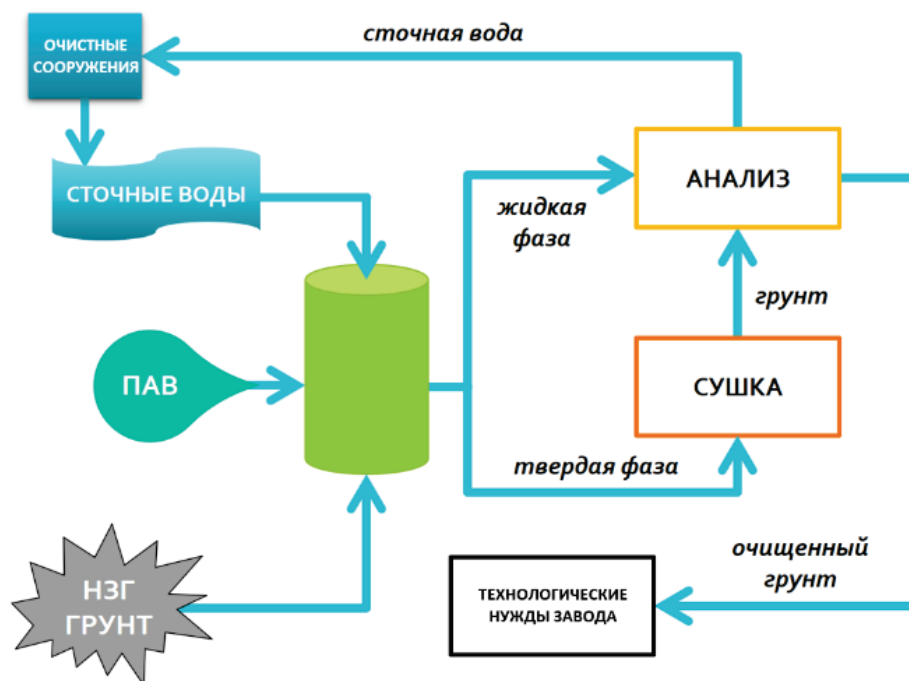 ОЧИСТНЫЕ
СООРУЖЕНИЯ
сточная вода
СТОЧНЫЕ ВОДЫ
АНАЛИЗ
жидкая
фаза
грунт
ПАВ
СУШКА
твердая фаза
НЗГ
ГРУНТ
ТЕХНОЛОГИЧЕСКИЕ
НУЖДЫ ЗАВОДА
очищенный
грунт